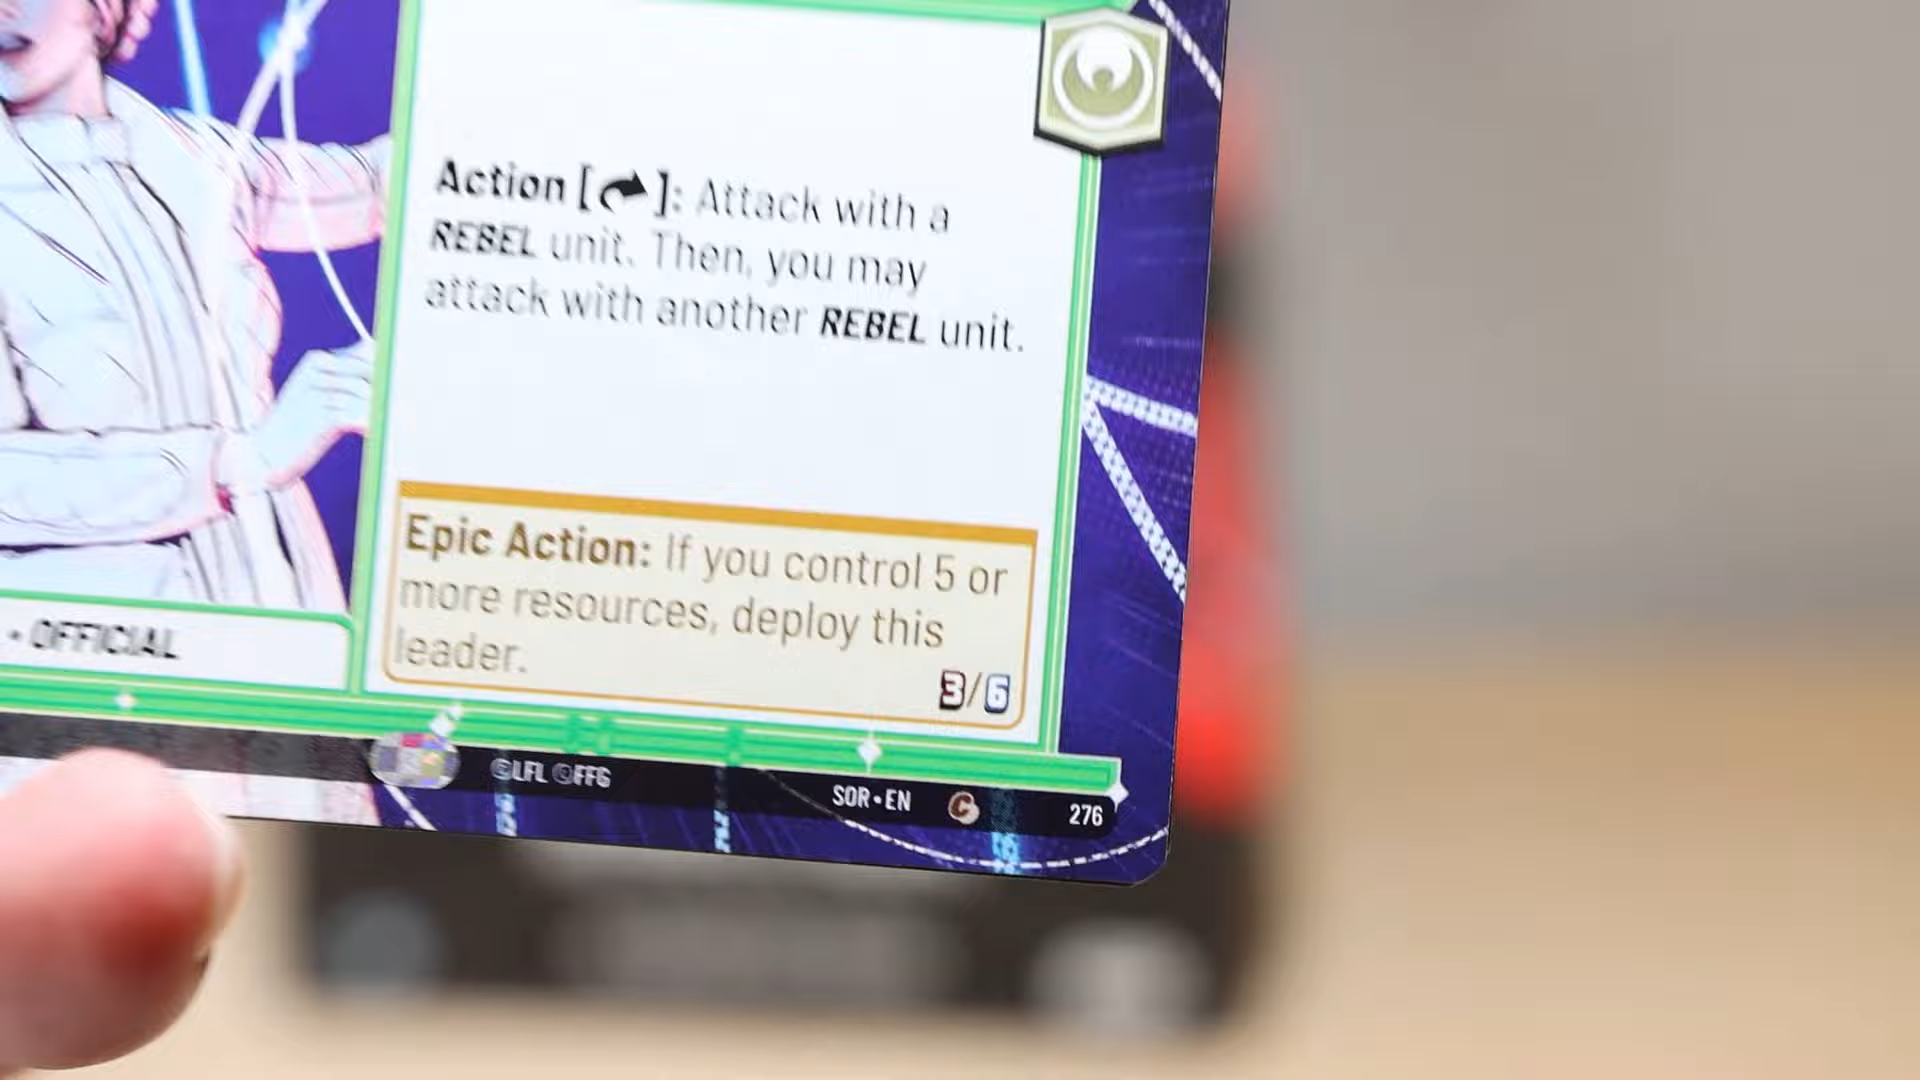 Action [ ]: Attack with a
REBEL unit. Then, you may
attack with another REBEL unit.
Epic Action: If you control 5 or
more resources, deploy this
leader.
3/6
• OFFICIAL
©LFL ©FFG
SOR • EN
C
276